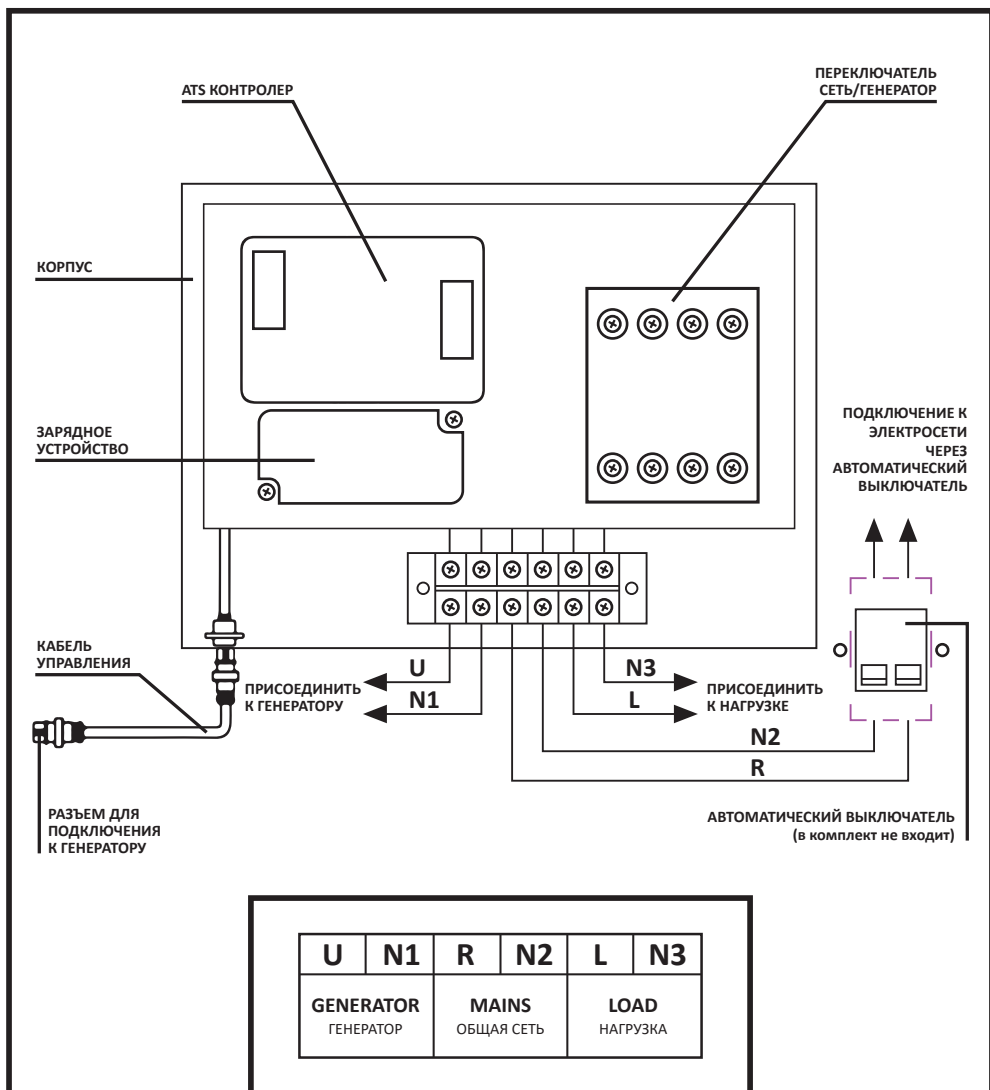 ATS КОНТРОЛЕР
ПЕРЕКЛЮЧАТЕЛЬ
СЕТЬ/ГЕНЕРАТОР
КОРПУС
ЗАРЯДНОЕ
УСТРОЙСТВО
ПОДКЛЮЧЕНИЕ К
ЭЛЕКТРОСЕТИ
ЧЕРЕЗ
АВТОМАТИЧЕСКИЙ
ВЫКЛЮЧАТЕЛЬ
КАБЕЛЬ
УПРАВЛЕНИЯ
U
N1
ПРИСОЕДИНИТЬ
К ГЕНЕРАТОРУ
N3
L
ПРИСОЕДИНИТЬ
К НАГРУЗКЕ
N2
R
РАЗЪЕМ ДЛЯ
ПОДКЛЮЧЕНИЯ
К ГЕНЕРАТОРУ
АВТОМАТИЧЕСКИЙ ВЫКЛЮЧАТЕЛЬ
(в комплект не входит)
U N1 R N2 L N3
GENERATOR MAINS LOAD
ГЕНЕРАТОР ОБЩАЯ СЕТЬ НАГРУЗКА